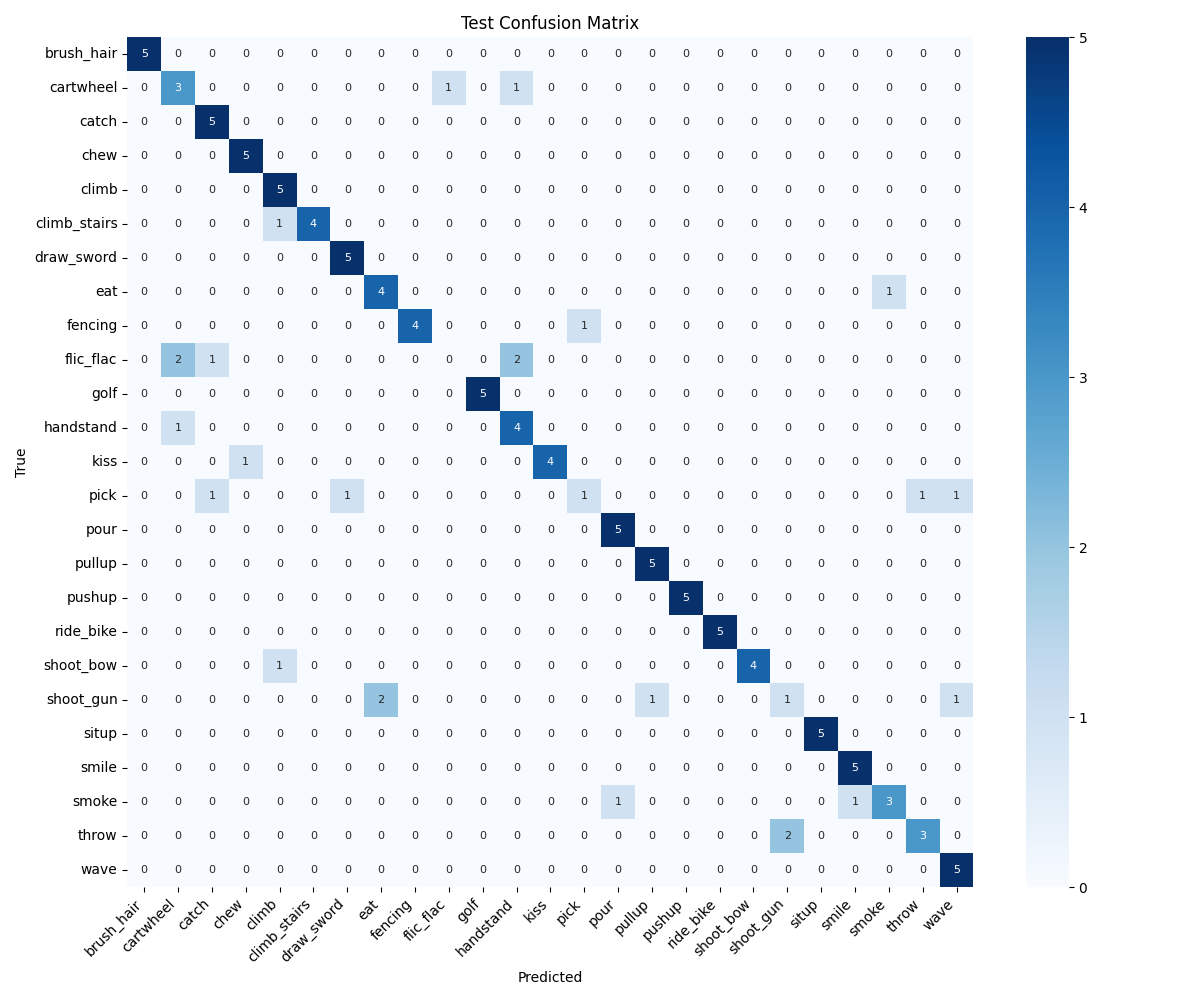 Test Confusion Matrix
brush_hair 5 0 0 0 0 0 0 0 0 0 0 0 0 0 0 0 0 0 0 0 0 0 0 0 0
cartwheel 0 3 0 0 0 0 0 0 0 1 0 1 0 0 0 0 0 0 0 0 0 0 0 0 0
catch 0 0 5 0 0 0 0 0 0 0 0 0 0 0 0 0 0 0 0 0 0 0 0 0 0
chew 0 0 0 5 0 0 0 0 0 0 0 0 0 0 0 0 0 0 0 0 0 0 0 0 0
climb 0 0 0 0 5 0 0 0 0 0 0 0 0 0 0 0 0 0 0 0 0 0 0 0 0
climb_stairs 0 0 0 0 1 4 0 0 0 0 0 0 0 0 0 0 0 0 0 0 0 0 0 0 0
draw_sword 0 0 0 0 0 0 5 0 0 0 0 0 0 0 0 0 0 0 0 0 0 0 0 0 0
eat 0 0 0 0 0 0 0 4 0 0 0 0 0 0 0 0 0 0 0 0 0 0 1 0 0
fencing 0 0 0 0 0 0 0 0 4 0 0 0 0 1 0 0 0 0 0 0 0 0 0 0 0
flic_flac 0 2 1 0 0 0 0 0 0 0 0 2 0 0 0 0 0 0 0 0 0 0 0 0 0
golf 0 0 0 0 0 0 0 0 0 0 5 0 0 0 0 0 0 0 0 0 0 0 0 0 0
handstand 0 1 0 0 0 0 0 0 0 0 0 4 0 0 0 0 0 0 0 0 0 0 0 0 0
kiss 0 0 0 1 0 0 0 0 0 0 0 0 4 0 0 0 0 0 0 0 0 0 0 0 0
pick 0 0 1 0 0 0 1 0 0 0 0 0 0 1 0 0 0 0 0 0 0 0 0 1 1
pour 0 0 0 0 0 0 0 0 0 0 0 0 0 0 5 0 0 0 0 0 0 0 0 0 0
pullup 0 0 0 0 0 0 0 0 0 0 0 0 0 0 0 5 0 0 0 0 0 0 0 0 0
pushup 0 0 0 0 0 0 0 0 0 0 0 0 0 0 0 0 5 0 0 0 0 0 0 0 0
ride_bike 0 0 0 0 0 0 0 0 0 0 0 0 0 0 0 0 0 5 0 0 0 0 0 0 0
shoot_bow 0 0 0 0 1 0 0 0 0 0 0 0 0 0 0 0 0 0 4 0 0 0 0 0 0
shoot_gun 0 0 0 0 0 0 0 2 0 0 0 0 0 0 0 1 0 0 0 1 0 0 0 0 1
situp 0 0 0 0 0 0 0 0 0 0 0 0 0 0 0 0 0 0 0 0 5 0 0 0 0
smile 0 0 0 0 0 0 0 0 0 0 0 0 0 0 0 0 0 0 0 0 0 5 0 0 0
smoke 0 0 0 0 0 0 0 0 0 0 0 0 0 0 1 0 0 0 0 0 0 1 3 0 0
throw 0 0 0 0 0 0 0 0 0 0 0 0 0 0 0 0 0 0 0 2 0 0 0 3 0
wave 0 0 0 0 0 0 0 0 0 0 0 0 0 0 0 0 0 0 0 0 0 0 0 0 5
brush_hair cartwheel catch chew climb climb_stairs draw_sword eat fencing flic_flac golf handstand kiss pick pour pullup pushup ride_bike shoot_bow shoot_gun situp smile smoke throw wave
Predicted
True
5
4
3
2
1
0